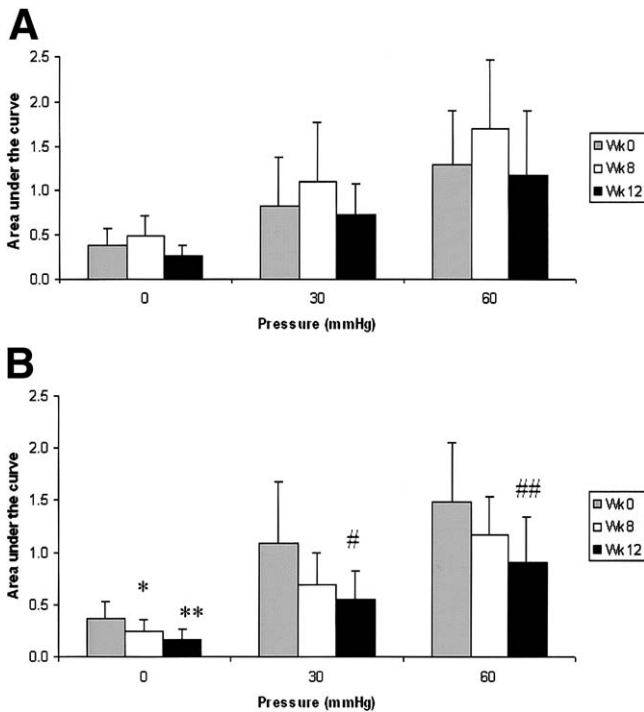 A
2.5
2.0
1.5
1.0
0.5
0.0
Area under the curve
0 30 60
Pressure (mmHg)
Wk0
Wk8
Wk12
B
2.5
2.0
1.5
1.0
0.5
0.0
Area under the curve
* ** # ##
0 30 60
Pressure (mmHg)
Wk0
Wk8
Wk12